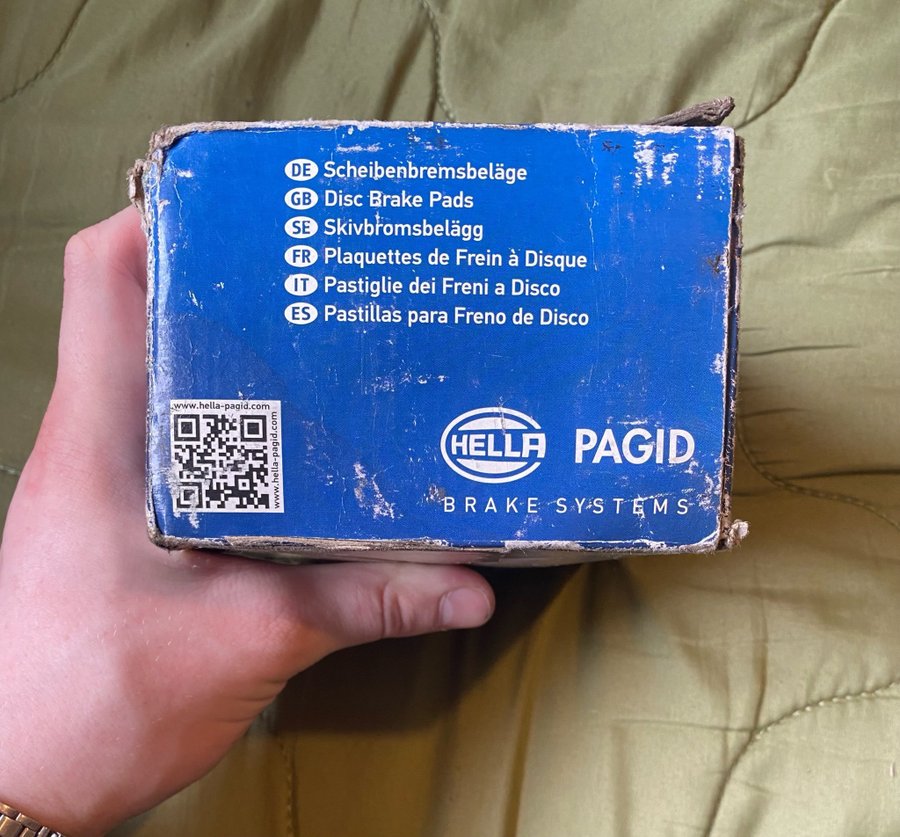 DE Scheibenbremsbeläge
GB Disc Brake Pads
SE Skivbromsbelägg
FR Plaquettes de Frein à Disque
IT Pastiglie dei Freni a Disco
ES Pastillas para Freno de Disco
www.hella-pagid.com
www.hella-pagid.com
HELLA PAGID
BRAKE SYSTEMS